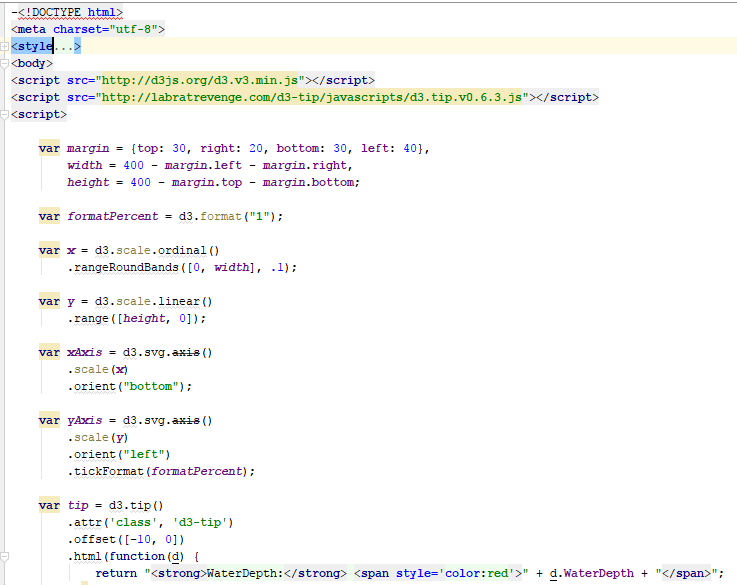 -<!DOCTYPE html>
<meta charset="utf-8">
<style...>
<body>
<script src="http://d3js.org/d3.v3.min.js"></script>
<script src="http://labratrevenge.com/d3-tip/javascripts/d3.tip.v0.6.3.js"></script>
<script>
var margin = {top: 30, right: 20, bottom: 30, left: 40},
width = 400 - margin.left - margin.right,
height = 400 - margin.top - margin.bottom;
var formatPercent = d3.format("1");
var x = d3.scale.ordinal()
.rangeRoundBands([0, width], .1);
var y = d3.scale.linear()
.range([height, 0]);
var xAxis = d3.svg.axis()
.scale(x)
.orient("bottom");
var yAxis = d3.svg.axis()
.scale(y)
.orient("left")
.tickFormat(formatPercent);
var tip = d3.tip()
.attr('class', 'd3-tip')
.offset([-10, 0])
.html(function(d) {
return "<strong>WaterDepth:</strong> <span style='color:red'>" + d.WaterDepth + "</span>";